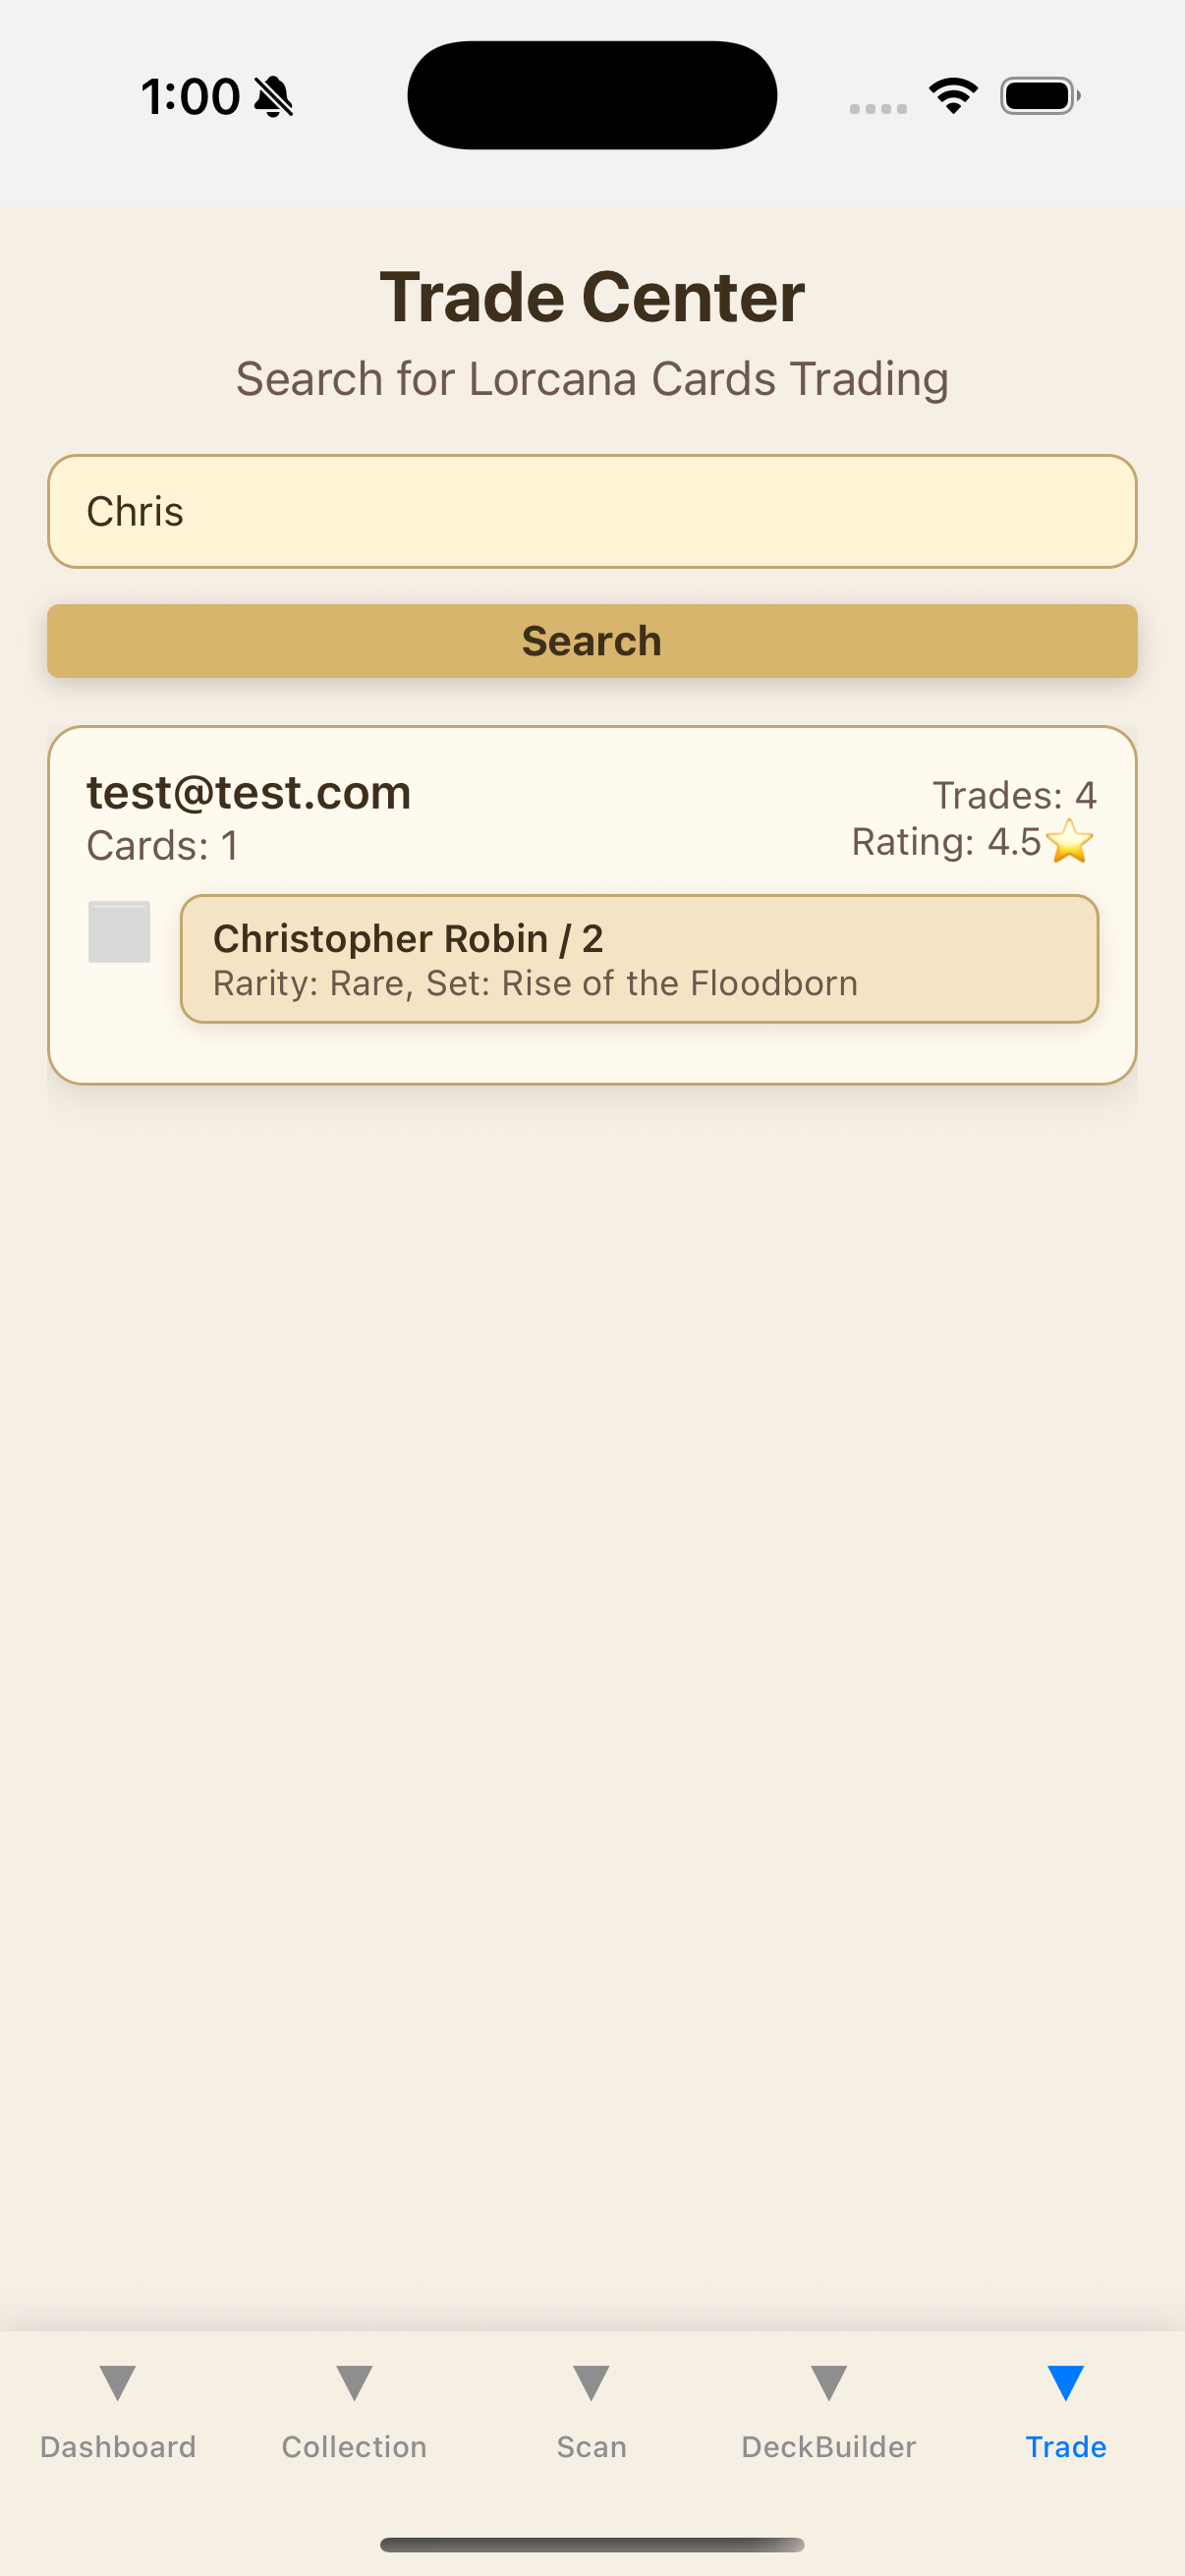 1:00
Trade Center
Search for Lorcana Cards Trading
Chris
Search
test@test.com
Trades: 4
Cards: 1
Rating: 4.5⭐
Christopher Robin / 2
Rarity: Rare, Set: Rise of the Floodborn
Dashboard
Collection
Scan
DeckBuilder
Trade